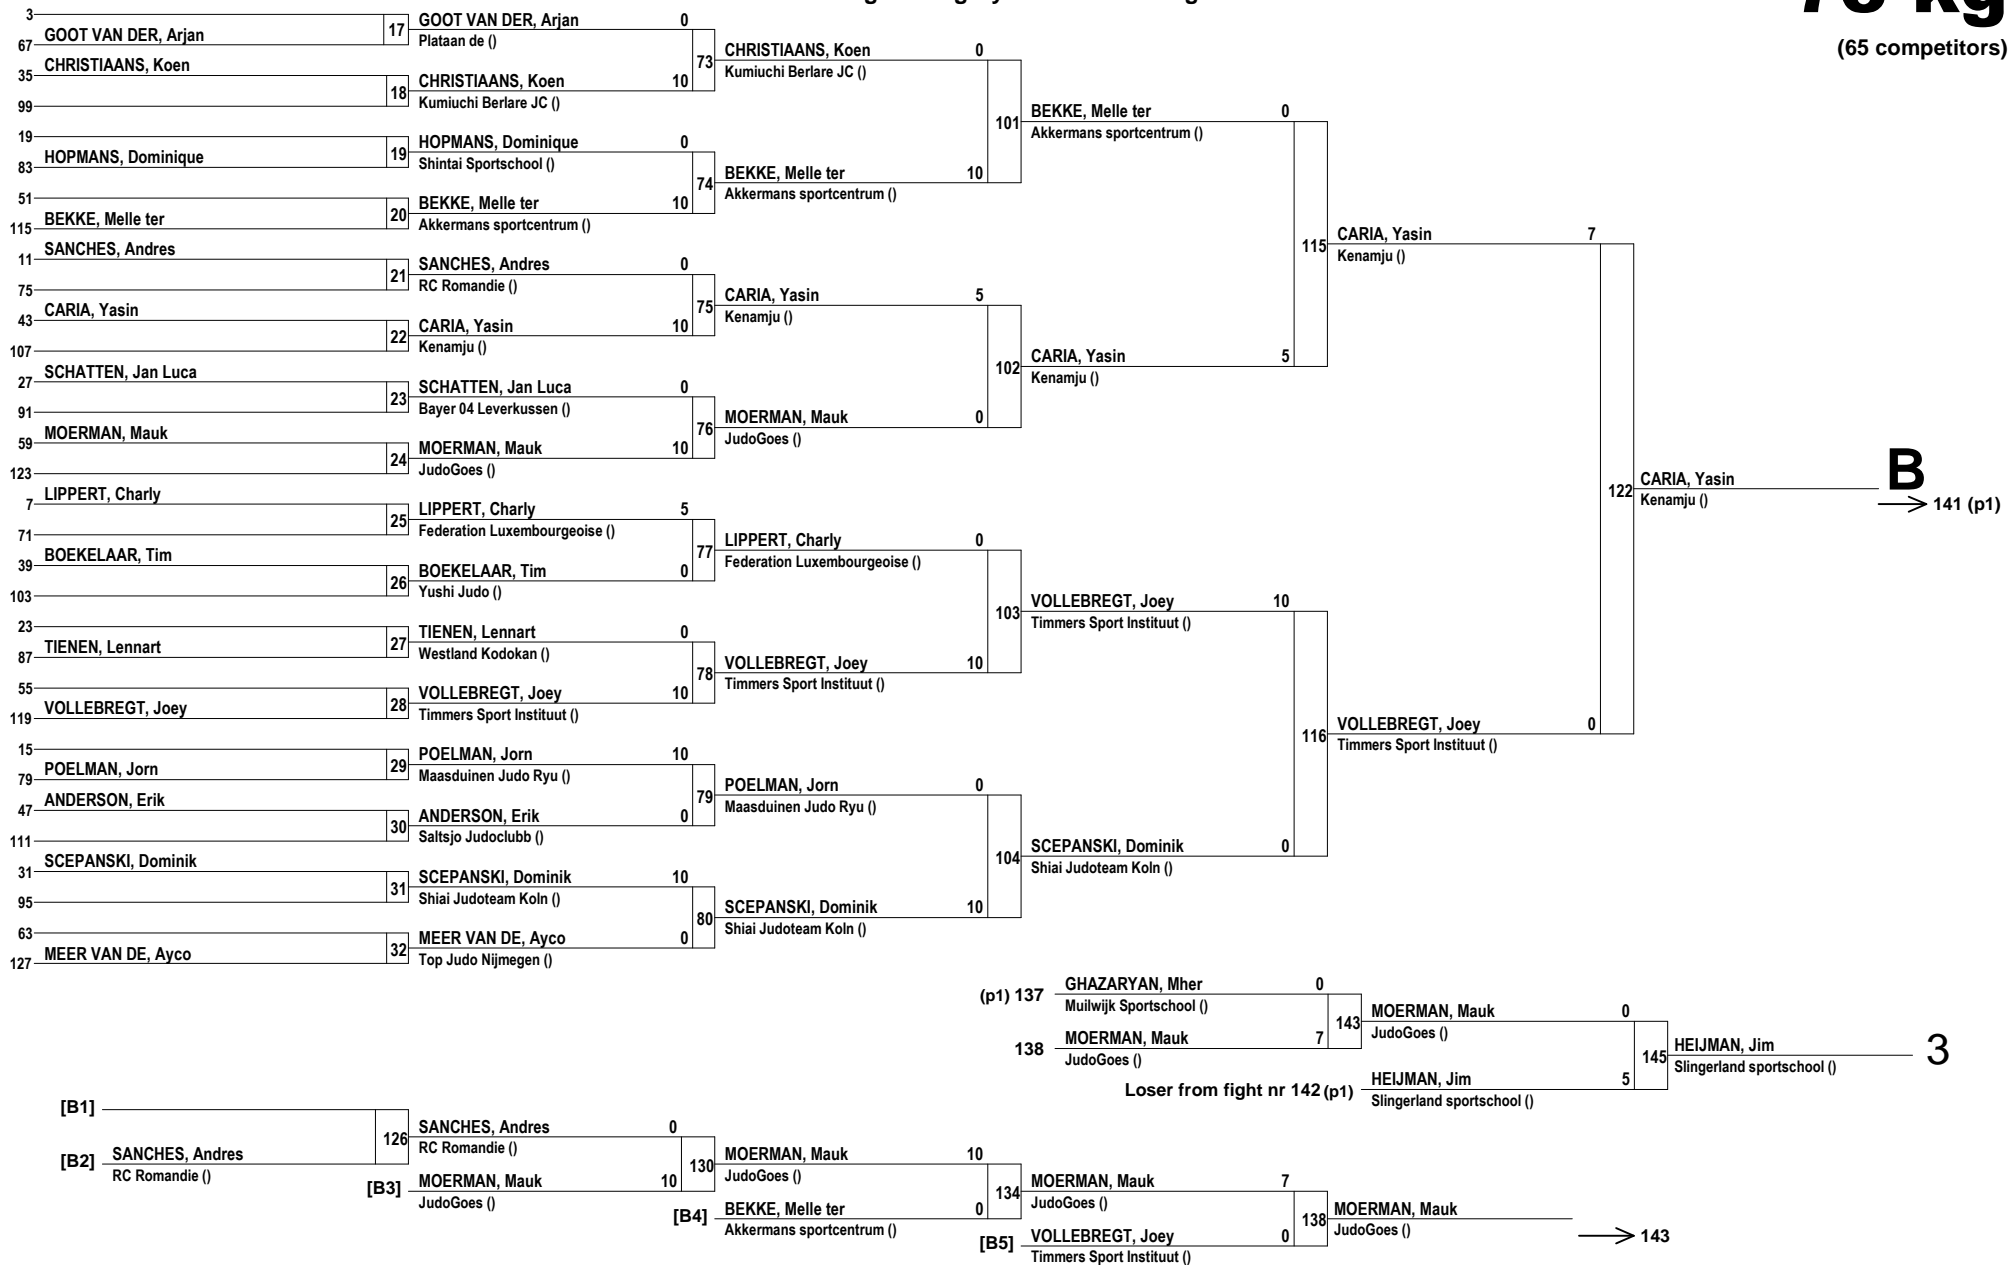 (65 competitors)
3
GOOT VAN DER, Arjan
67
17
CHRISTIAANS, Koen
35
99
18
19
HOPMANS, Dominique
83
19
51
BEKKE, Melle ter
115
20
SANCHES, Andres
11
75
21
CARIA, Yasin
43
107
22
SCHATTEN, Jan Luca
27
91
23
MOERMAN, Mauk
59
123
24
LIPPERT, Charly
7
71
25
BOEKELAAR, Tim
39
103
26
23
TIENEN, Lennart
87
27
55
VOLLEBREGT, Joey
119
28
15
POELMAN, Jorn
79
29
ANDERSON, Erik
47
111
30
SCEPANSKI, Dominik
31
95
31
63
MEER VAN DE, Ayco
127
32
GOOT VAN DER, Arjan 0
Plataan de ()
73
CHRISTIAANS, Koen 10
Kumiuchi Berlare JC ()
HOPMANS, Dominique 0
Shintai Sportschool ()
74
BEKKE, Melle ter 10
Akkermans sportcentrum ()
SANCHES, Andres 0
RC Romandie ()
75
CARIA, Yasin 10
Kenamju ()
SCHATTEN, Jan Luca 0
Bayer 04 Leverkussen ()
76
MOERMAN, Mauk 10
JudoGoes ()
LIPPERT, Charly 5
Federation Luxembourgeoise ()
77
BOEKELAAR, Tim 0
Yushi Judo ()
TIENEN, Lennart 0
Westland Kodokan ()
78
VOLLEBREGT, Joey 10
Timmers Sport Instituut ()
POELMAN, Jorn 10
Maasduinen Judo Ryu ()
79
ANDERSON, Erik 0
Saltsjo Judoclubb ()
SCEPANSKI, Dominik 10
Shiai Judoteam Koln ()
80
MEER VAN DE, Ayco 0
Top Judo Nijmegen ()
CHRISTIAANS, Koen 0
Kumiuchi Berlare JC ()
101
BEKKE, Melle ter 10
Akkermans sportcentrum ()
CARIA, Yasin 5
Kenamju ()
102
MOERMAN, Mauk 0
JudoGoes ()
LIPPERT, Charly 0
Federation Luxembourgeoise ()
103
VOLLEBREGT, Joey 10
Timmers Sport Instituut ()
POELMAN, Jorn 0
Maasduinen Judo Ryu ()
104
SCEPANSKI, Dominik 10
Shiai Judoteam Koln ()
BEKKE, Melle ter 0
Akkermans sportcentrum ()
115
CARIA, Yasin 5
Kenamju ()
VOLLEBREGT, Joey 10
Timmers Sport Instituut ()
116
SCEPANSKI, Dominik 0
Shiai Judoteam Koln ()
CARIA, Yasin 7
Kenamju ()
122
VOLLEBREGT, Joey 0
Timmers Sport Instituut ()
CARIA, Yasin
Kenamju ()
B
141 (p1)
(p1) 137
GHAZARYAN, Mher 0
Muilwijk Sportschool ()
143
138
MOERMAN, Mauk 7
JudoGoes ()
MOERMAN, Mauk 0
JudoGoes ()
145
Loser from fight nr 142 (p1)
HEIJMAN, Jim 5
Slingerland sportschool ()
HEIJMAN, Jim
Slingerland sportschool ()
3
[B1]
126
[B2]
SANCHES, Andres
RC Romandie ()
SANCHES, Andres 0
RC Romandie ()
130
[B3]
MOERMAN, Mauk 10
JudoGoes ()
MOERMAN, Mauk 10
JudoGoes ()
134
[B4]
BEKKE, Melle ter 0
Akkermans sportcentrum ()
MOERMAN, Mauk 7
JudoGoes ()
138
[B5]
VOLLEBREGT, Joey 0
Timmers Sport Instituut ()
MOERMAN, Mauk
JudoGoes ()
143